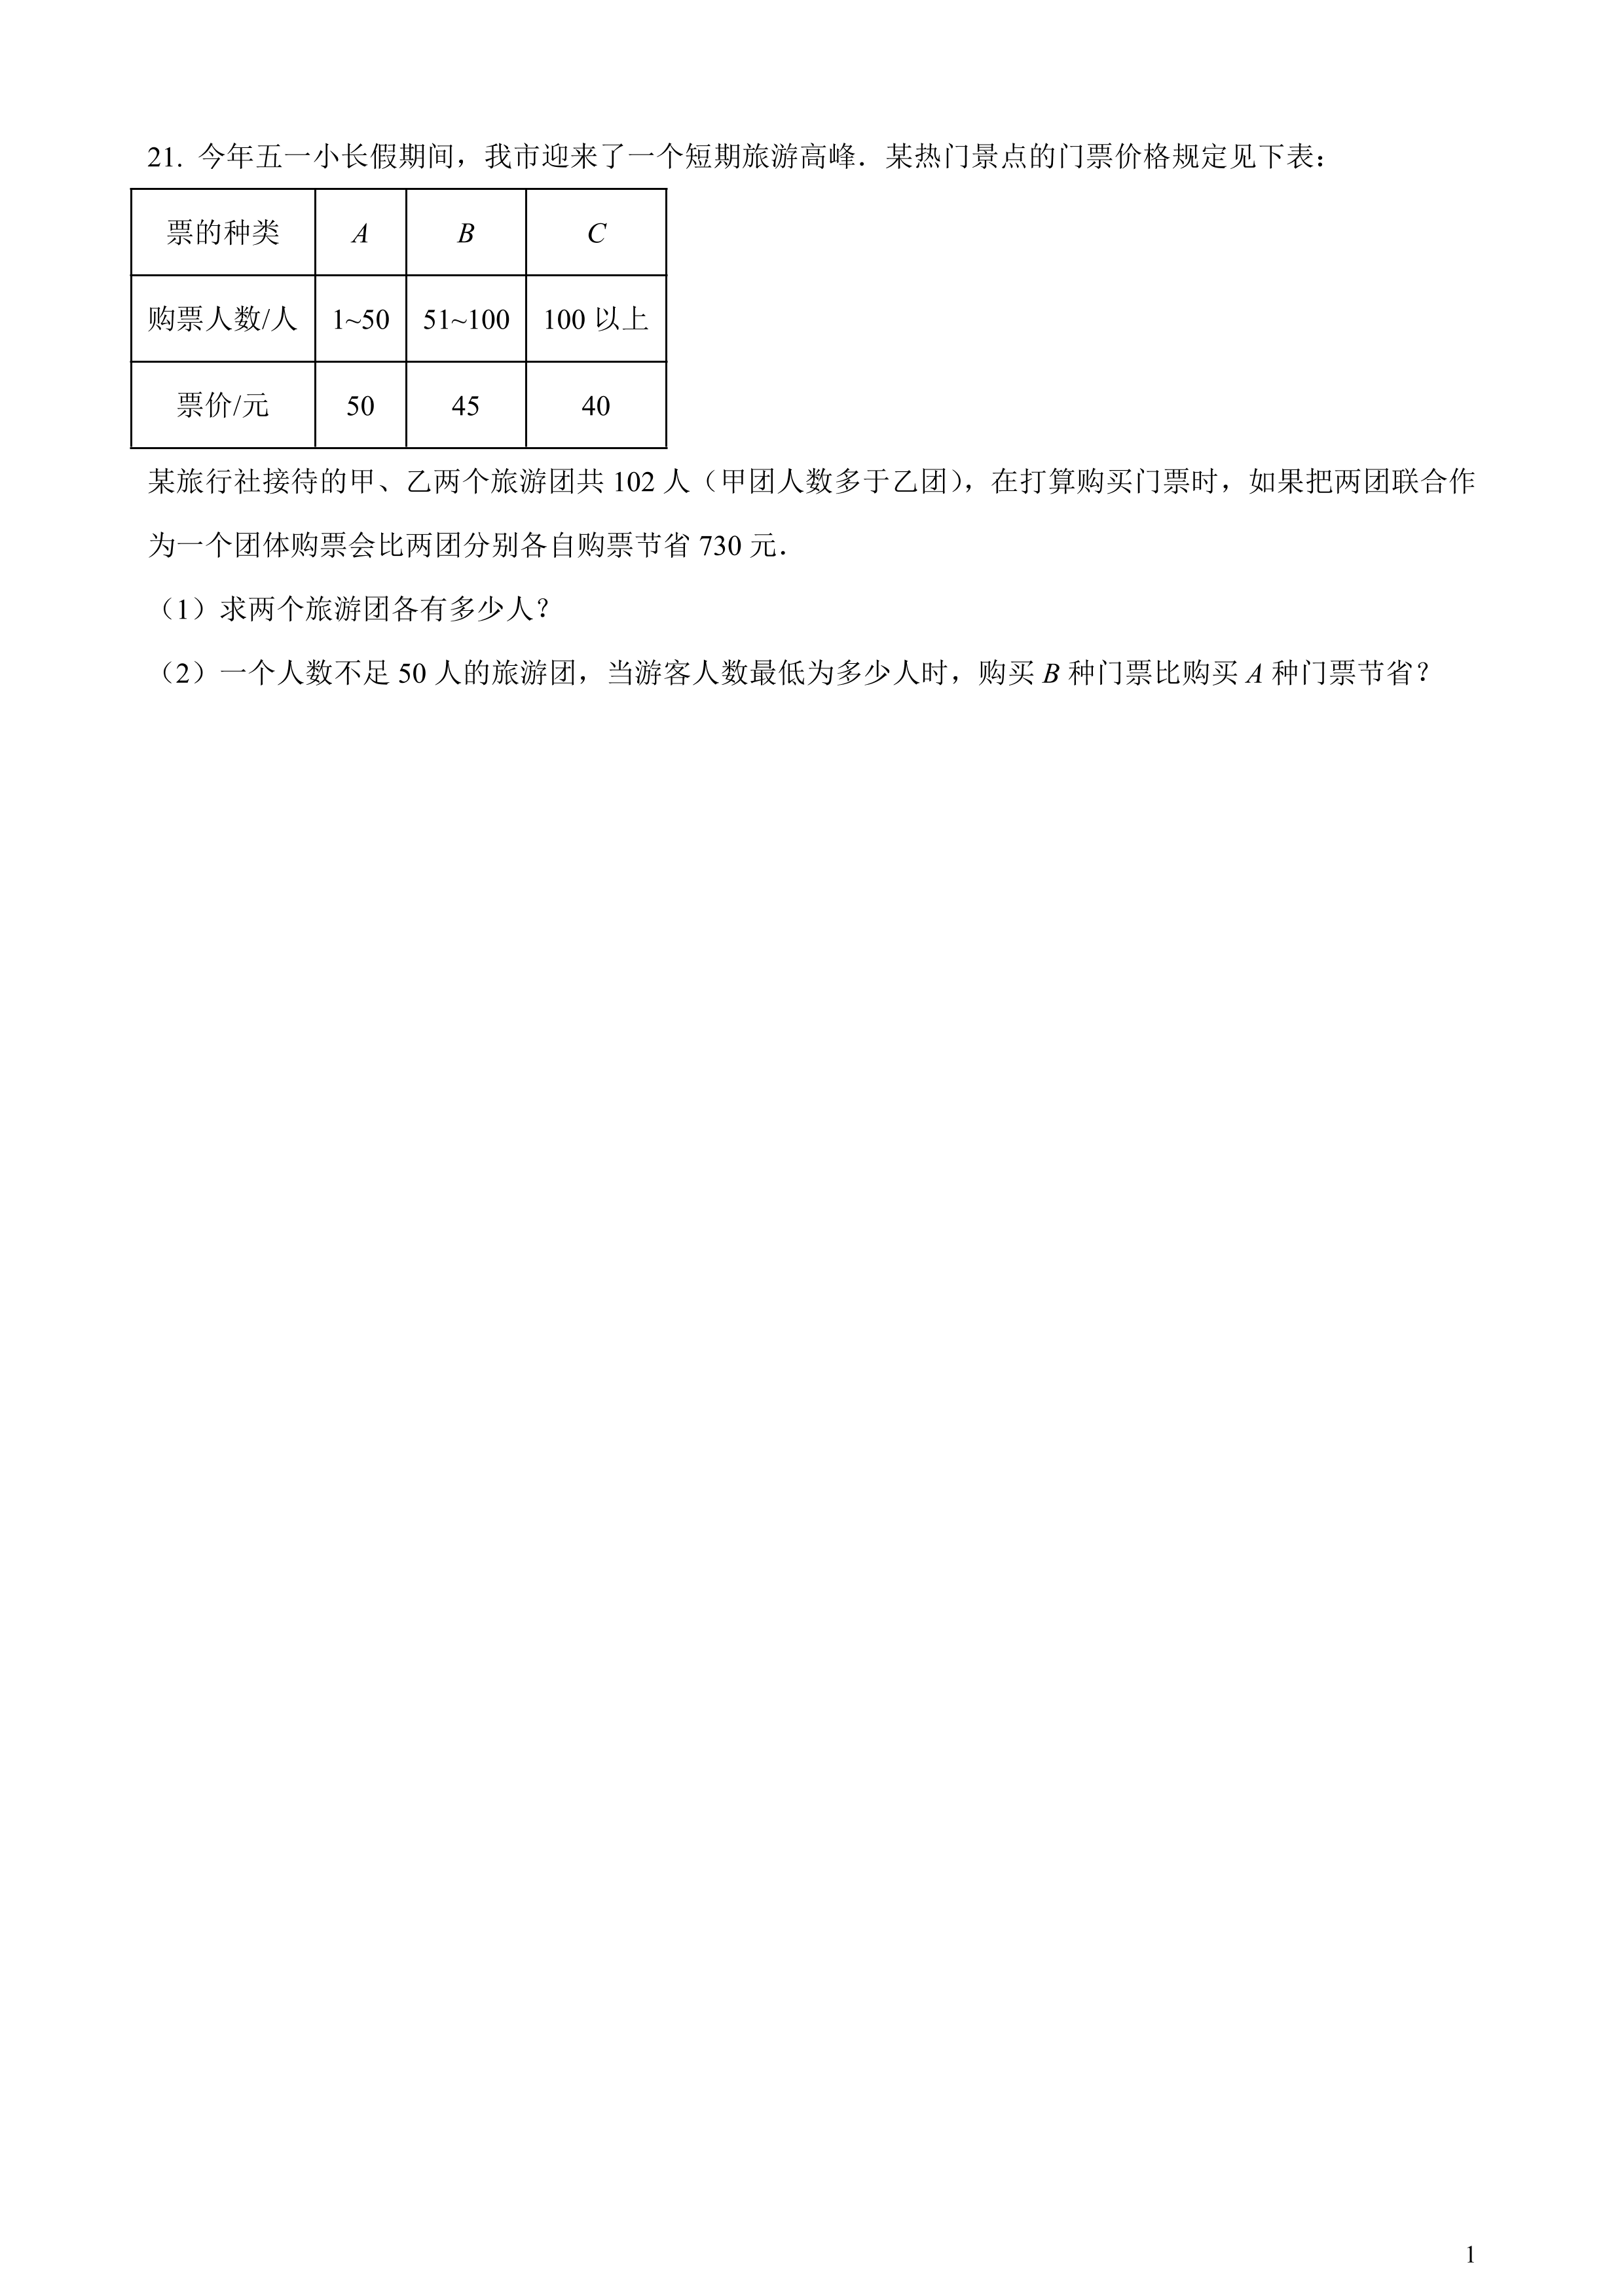 21. 今年五一小长假期间，我市迎来了一个短期旅游高峰．某热门景点的门票价格规定见下表：
票的种类 A B C
购票人数/人 1~50 51~100 100 以上
票价/元 50 45 40
某旅行社接待的甲、乙两个旅游团共 102 人（甲团人数多于乙团），在打算购买门票时，如果把两团联合作
为一个团体购票会比两团分别各自购票节省 730 元．
（1）求两个旅游团各有多少人？
（2）一个人数不足 50 人的旅游团，当游客人数最低为多少人时，购买 B 种门票比购买 A 种门票节省？
1